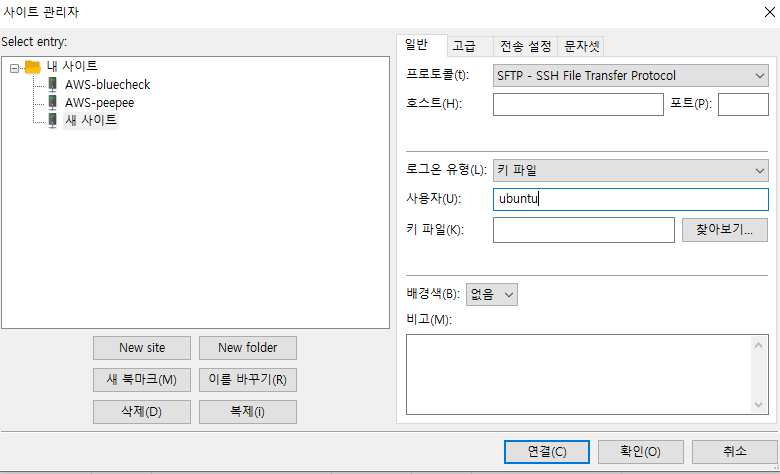 사이트 관리자
Select entry:
내 사이트
AWS-bluecheck
AWS-peepee
새 사이트
New site
New folder
새 북마크(M)
이름 바꾸기(R)
삭제(D)
복제(i)
일반
고급
전송 설정
문자셋
프로토콜(t):
SFTP - SSH File Transfer Protocol
호스트(H):
포트(P):
로그온 유형(L):
키 파일
사용자(U):
ubuntu
키 파일(K):
찾아보기...
배경색(B):
없음
비고(M):
연결(C)
확인(O)
취소